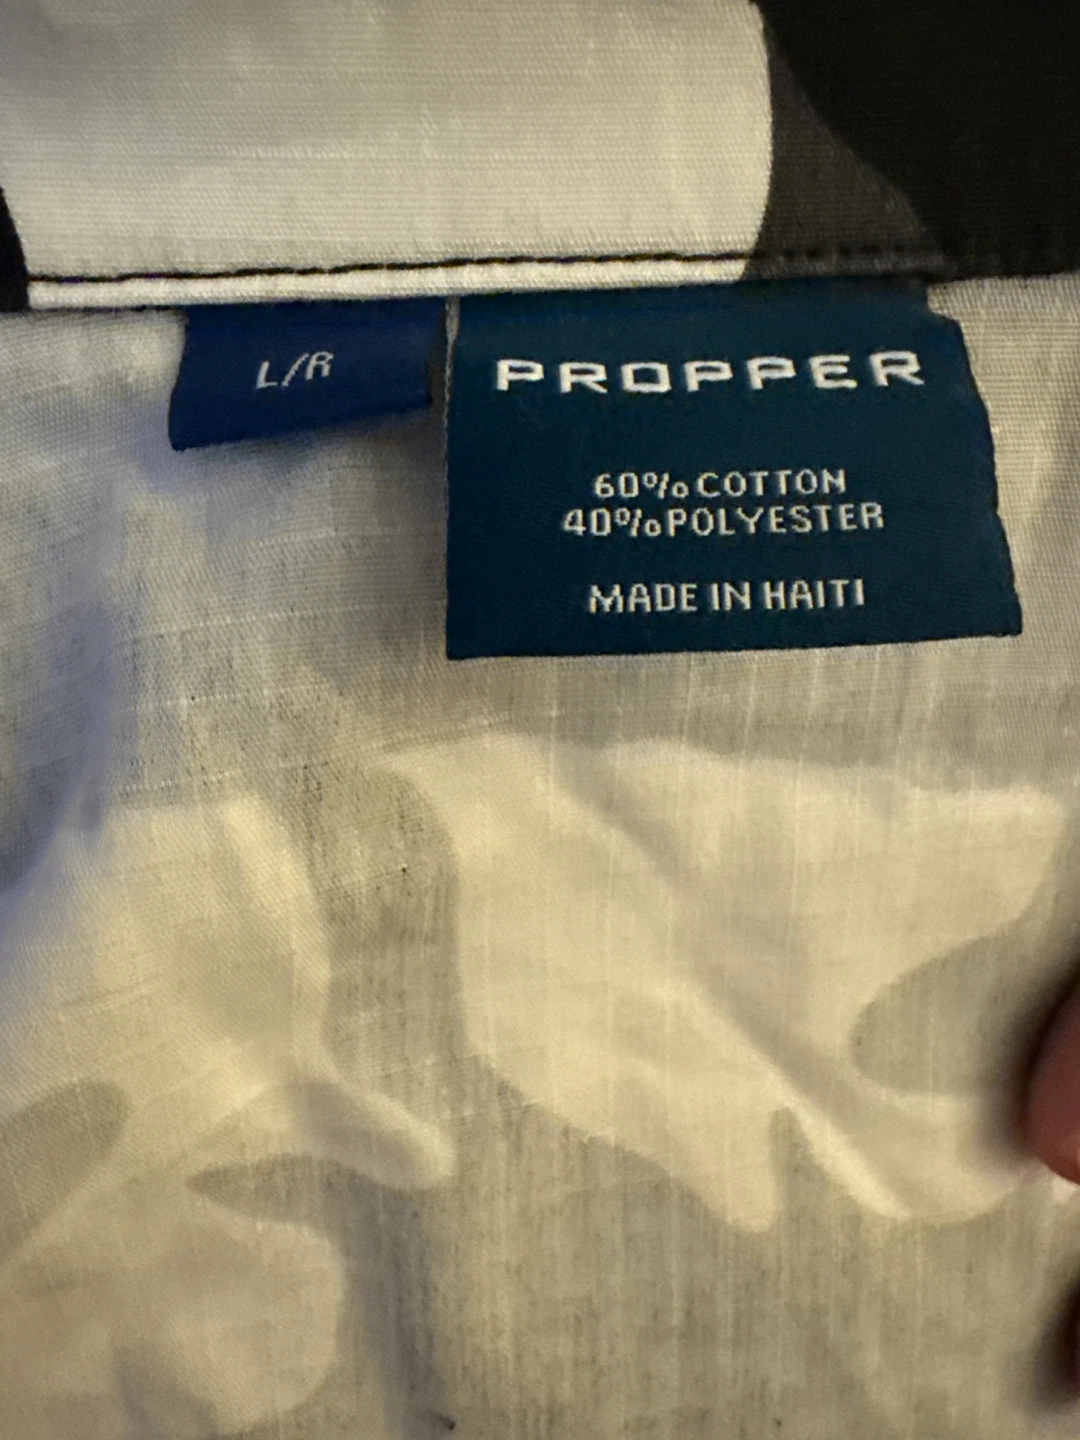 L/R
PROPPER
60% COTTON
40% POLYESTER
MADE IN HAITI